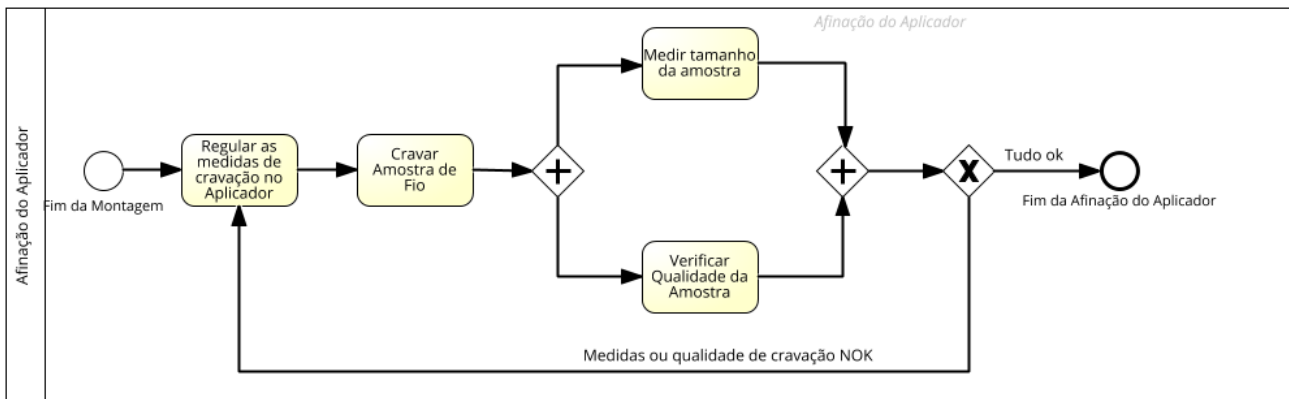 Afinação do Aplicador
Afinação do Aplicador
Fim da Montagem
Regular as
medidas de
cravação no
Aplicador
Cravar
Amostra de
Fio
Medir tamanho
da amostra
Verificar
Qualidade da
Amostra
Tudo ok
Fim da Afinação do Aplicador
Medidas ou qualidade de cravação NOK